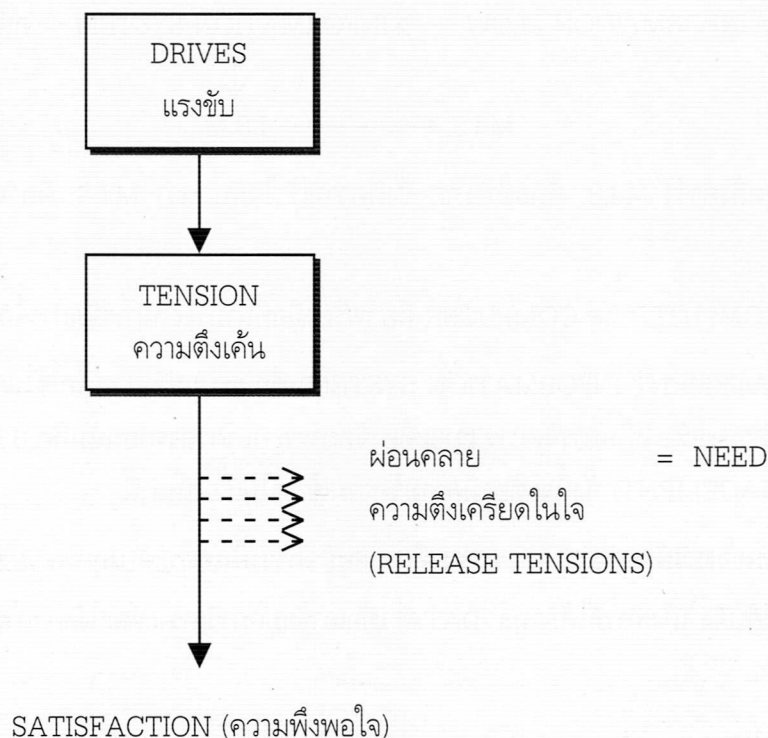 DRIVES
แรงขับ
TENSION
ความตึงเค้น
ผ่อนคลาย = NEED
ความตึงเครียดในใจ
(RELEASE TENSIONS)
SATISFACTION (ความพึงพอใจ)